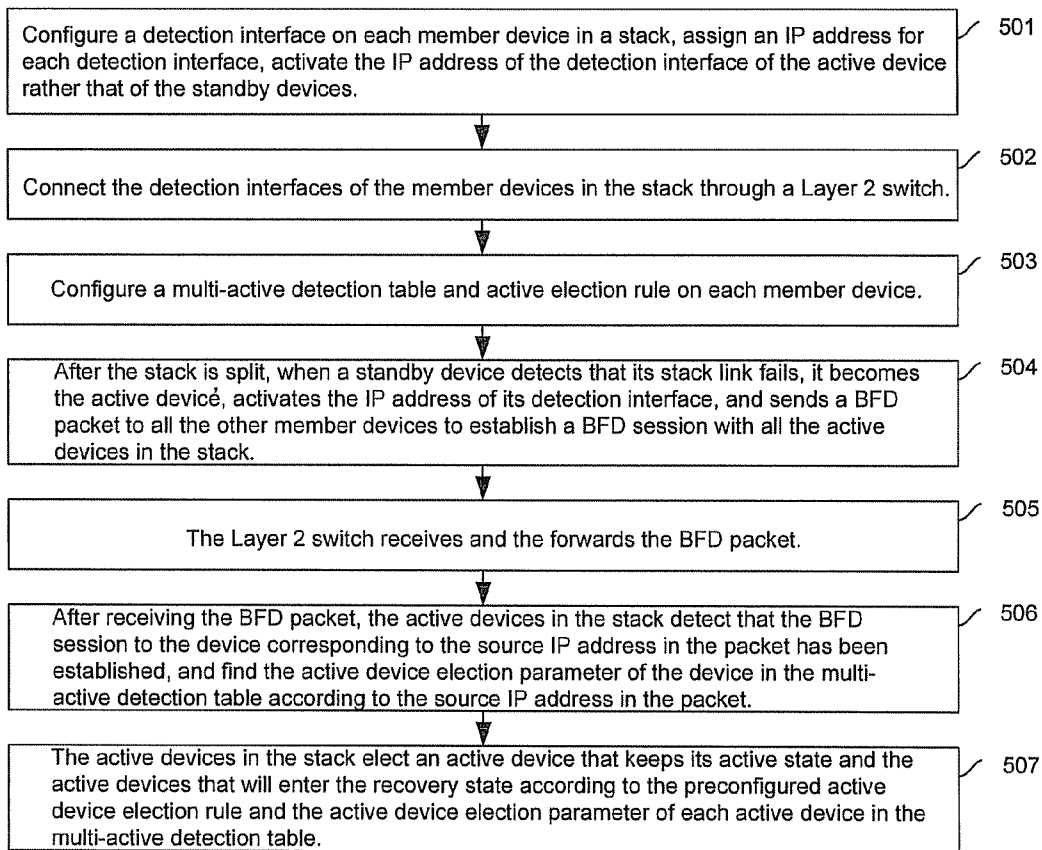 Configure a detection interface on each member device in a stack, assign an IP address for
each detection interface, activate the IP address of the detection interface of the active device
rather that of the standby devices.
501
Connect the detection interfaces of the member devices in the stack through a Layer 2 switch.
502
Configure a multi-active detection table and active election rule on each member device.
503
After the stack is split, when a standby device detects that its stack link fails, it becomes
the active devicé, activates the IP address of its detection interface, and sends a BFD
packet to all the other member devices to establish a BFD session with all the active
devices in the stack.
504
The Layer 2 switch receives and the forwards the BFD packet.
505
After receiving the BFD packet, the active devices in the stack detect that the BFD
session to the device corresponding to the source IP address in the packet has been
established, and find the active device election parameter of the device in the multi-
active detection table according to the source IP address in the packet.
506
The active devices in the stack elect an active device that keeps its active state and the
active devices that will enter the recovery state according to the preconfigured active
device election rule and the active device election parameter of each active device in the
multi-active detection table.
507